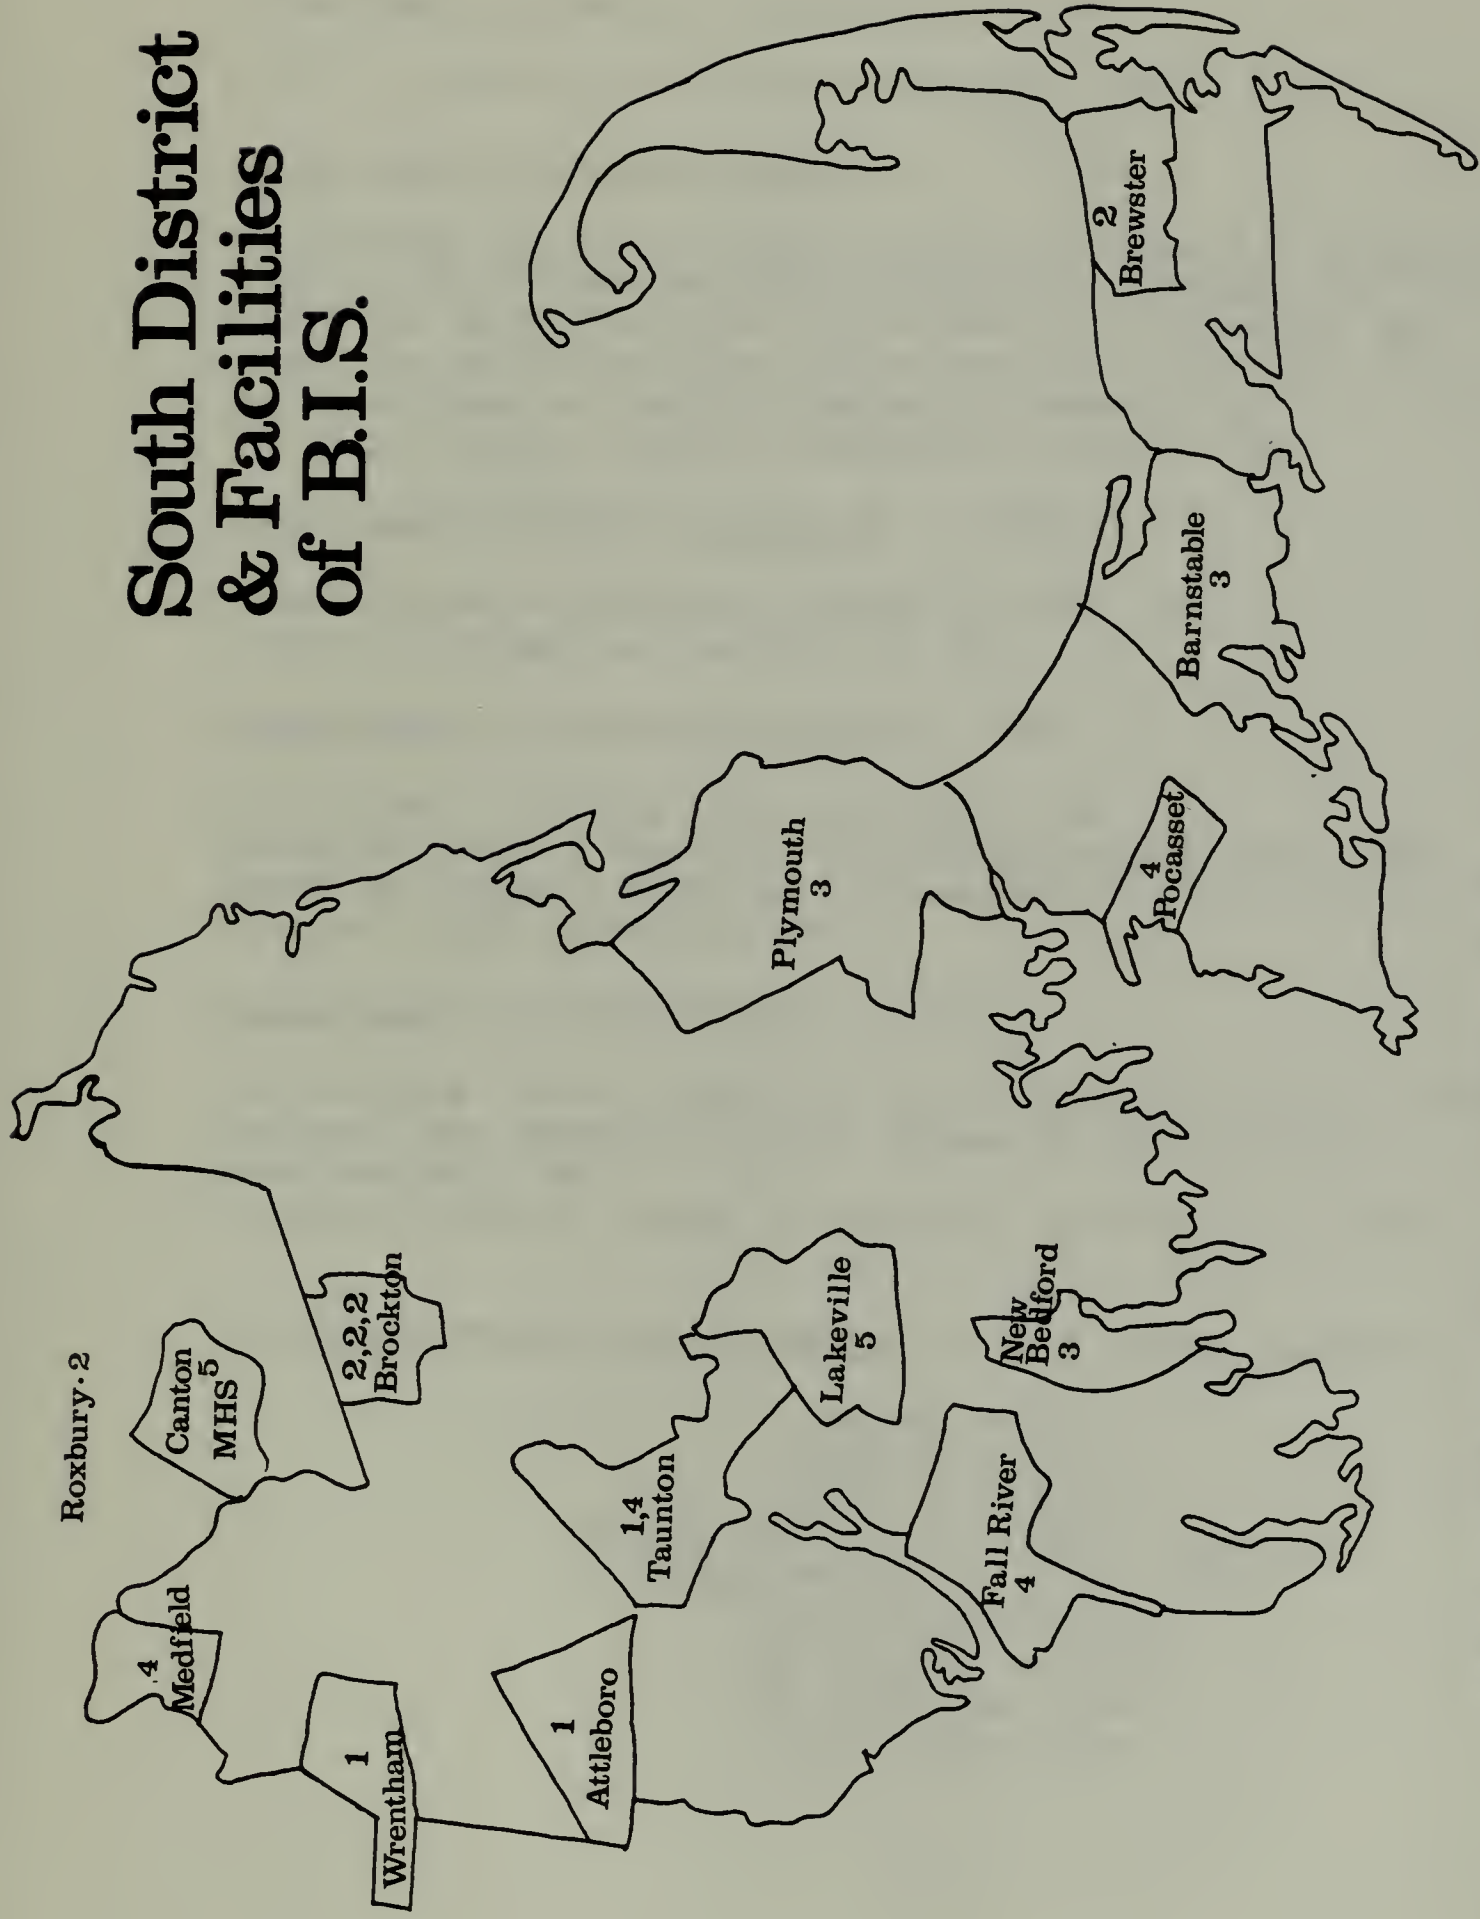 South District
& Facilities
of B.I.S.
Roxbury·2
Canton
5
MHS
4
Medfield
2,2,2
Brockton
1
Wrentham
1
Attleboro
1,4
Taunton
Lakeville
5
Plymouth
3
New
Bedford
3
Fall River
4
4
Pocasset
Barnstable
3
2
Brewster